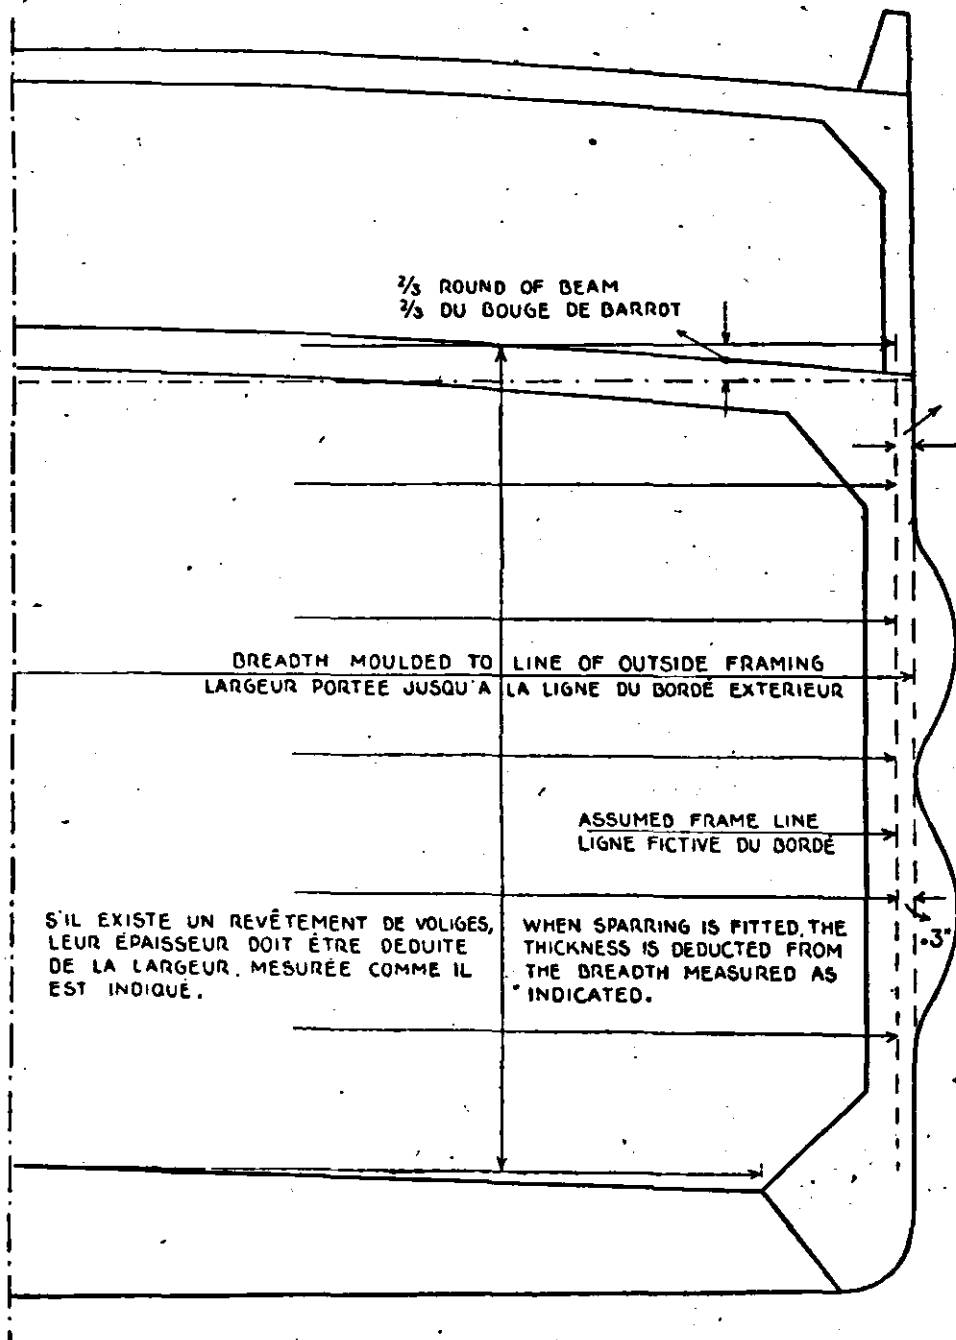 ⅔ ROUND OF BEAM
⅔ DU BOUGE DE BARROT
BREADTH MOULDED TO LINE OF OUTSIDE FRAMING
LARGEUR PORTÉE JUSQU'A LA LIGNE DU BORDÉ EXTERIEUR
ASSUMED FRAME LINE
LIGNE FICTIVE DU BORDÉ
S'IL EXISTE UN REVÊTEMENT DE VOLIGES,
LEUR ÉPAISSEUR DOIT ÊTRE DEDUITE
DE LA LARGEUR, MESURÉE COMME IL
EST INDIQUÉ.
WHEN SPARRING IS FITTED, THE
THICKNESS IS DEDUCTED FROM
THE BREADTH MEASURED AS
INDICATED.
.3"